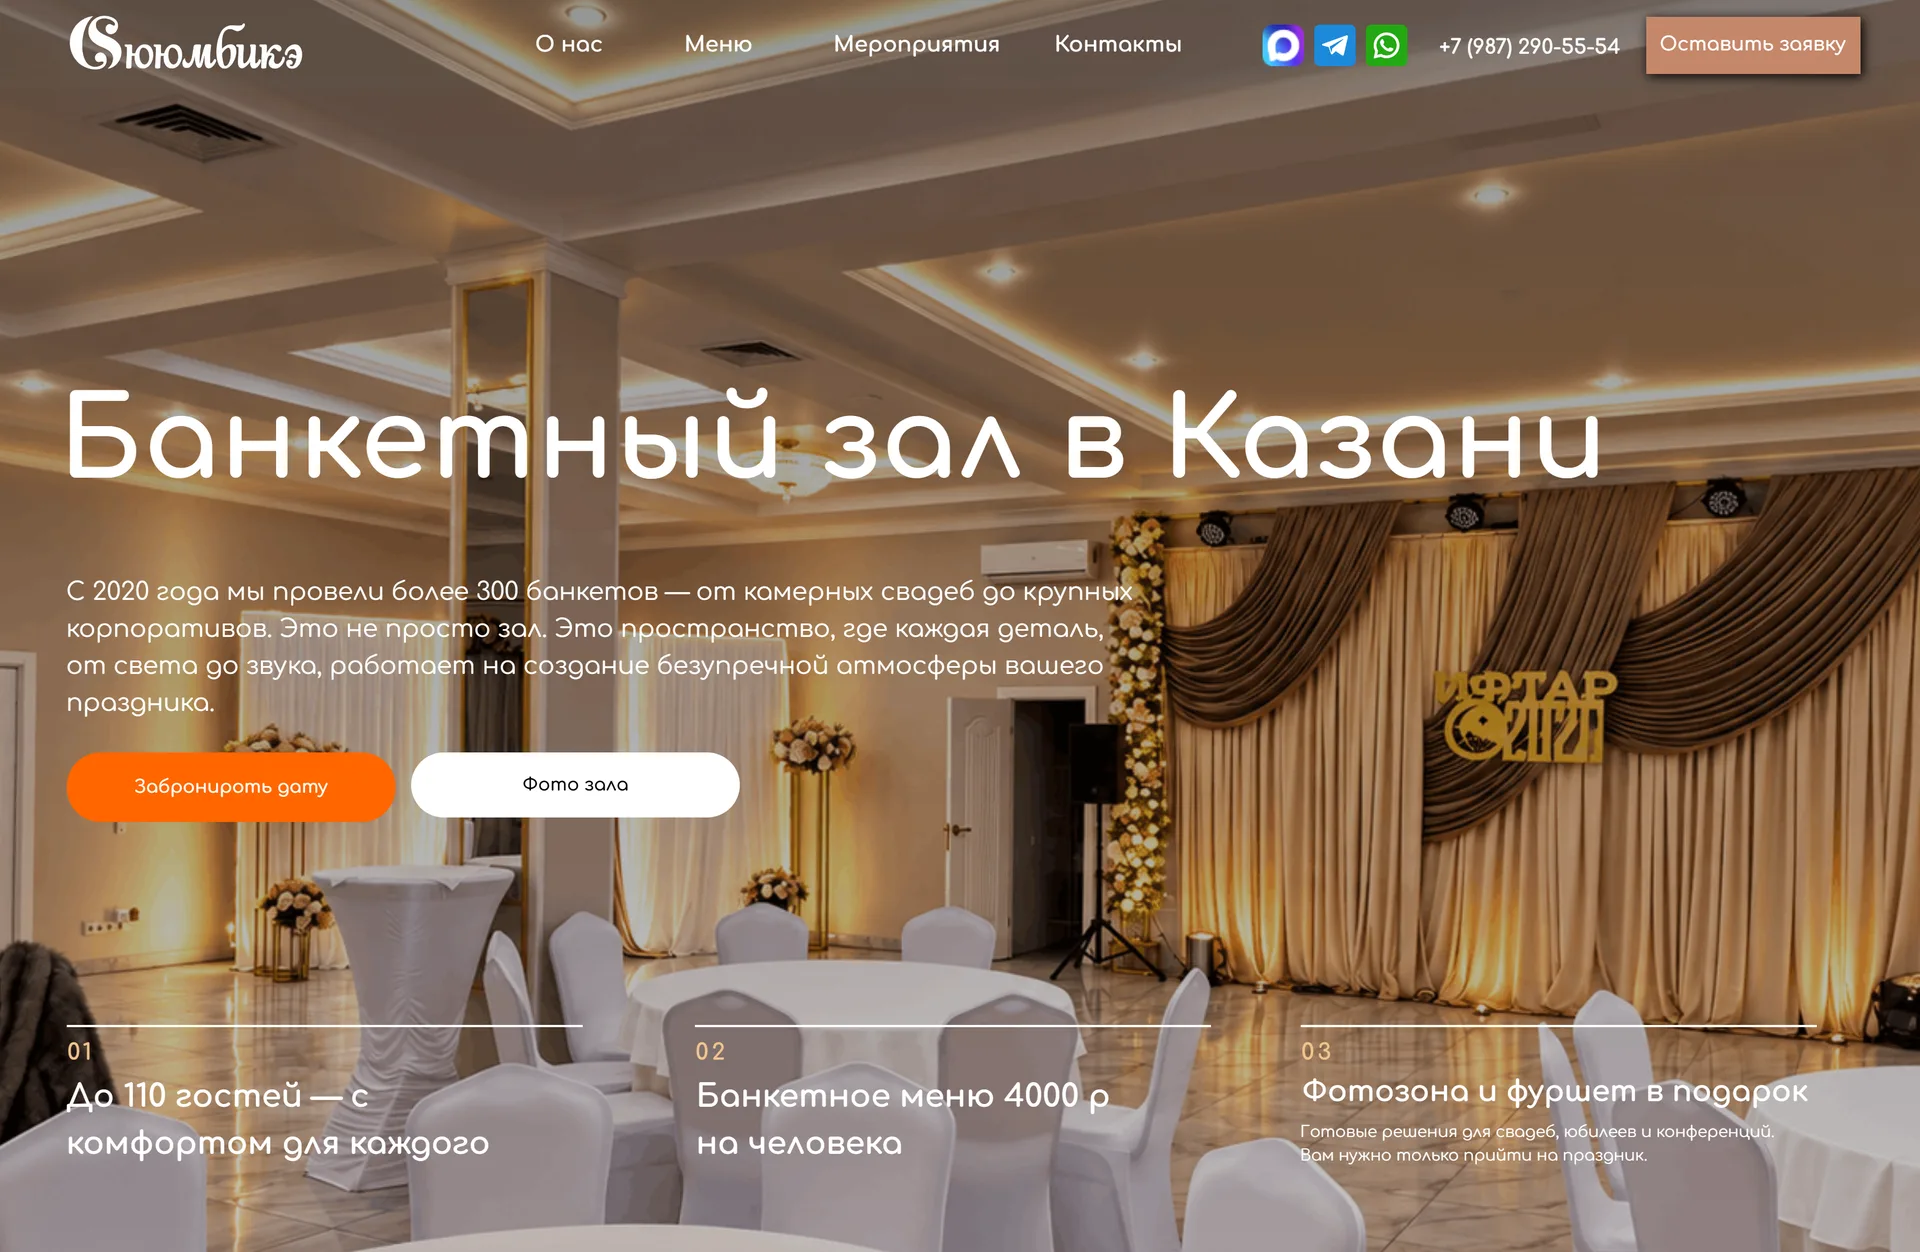 Сююмбикэ
О нас
Меню
Мероприятия
Контакты
+7 (987) 290-55-54
Оставить заявку
Банкетный зал в Казани
С 2020 года мы провели более 300 банкетов — от камерных свадеб до крупных
корпоративов. Это не просто зал. Это пространство, где каждая деталь,
от света до звука, работает на создание безупречной атмосферы вашего
праздника.
ИФТАР
2021
Забронироть дату
Фото зала
01
До 110 гостей — с
комфортом для каждого
02
Банкетное меню 4000 р
на человека
03
Фотозона и фуршет в подарок
Готовые решения для свадеб, юбилеев и конференций.
Вам нужно только прийти на праздник.